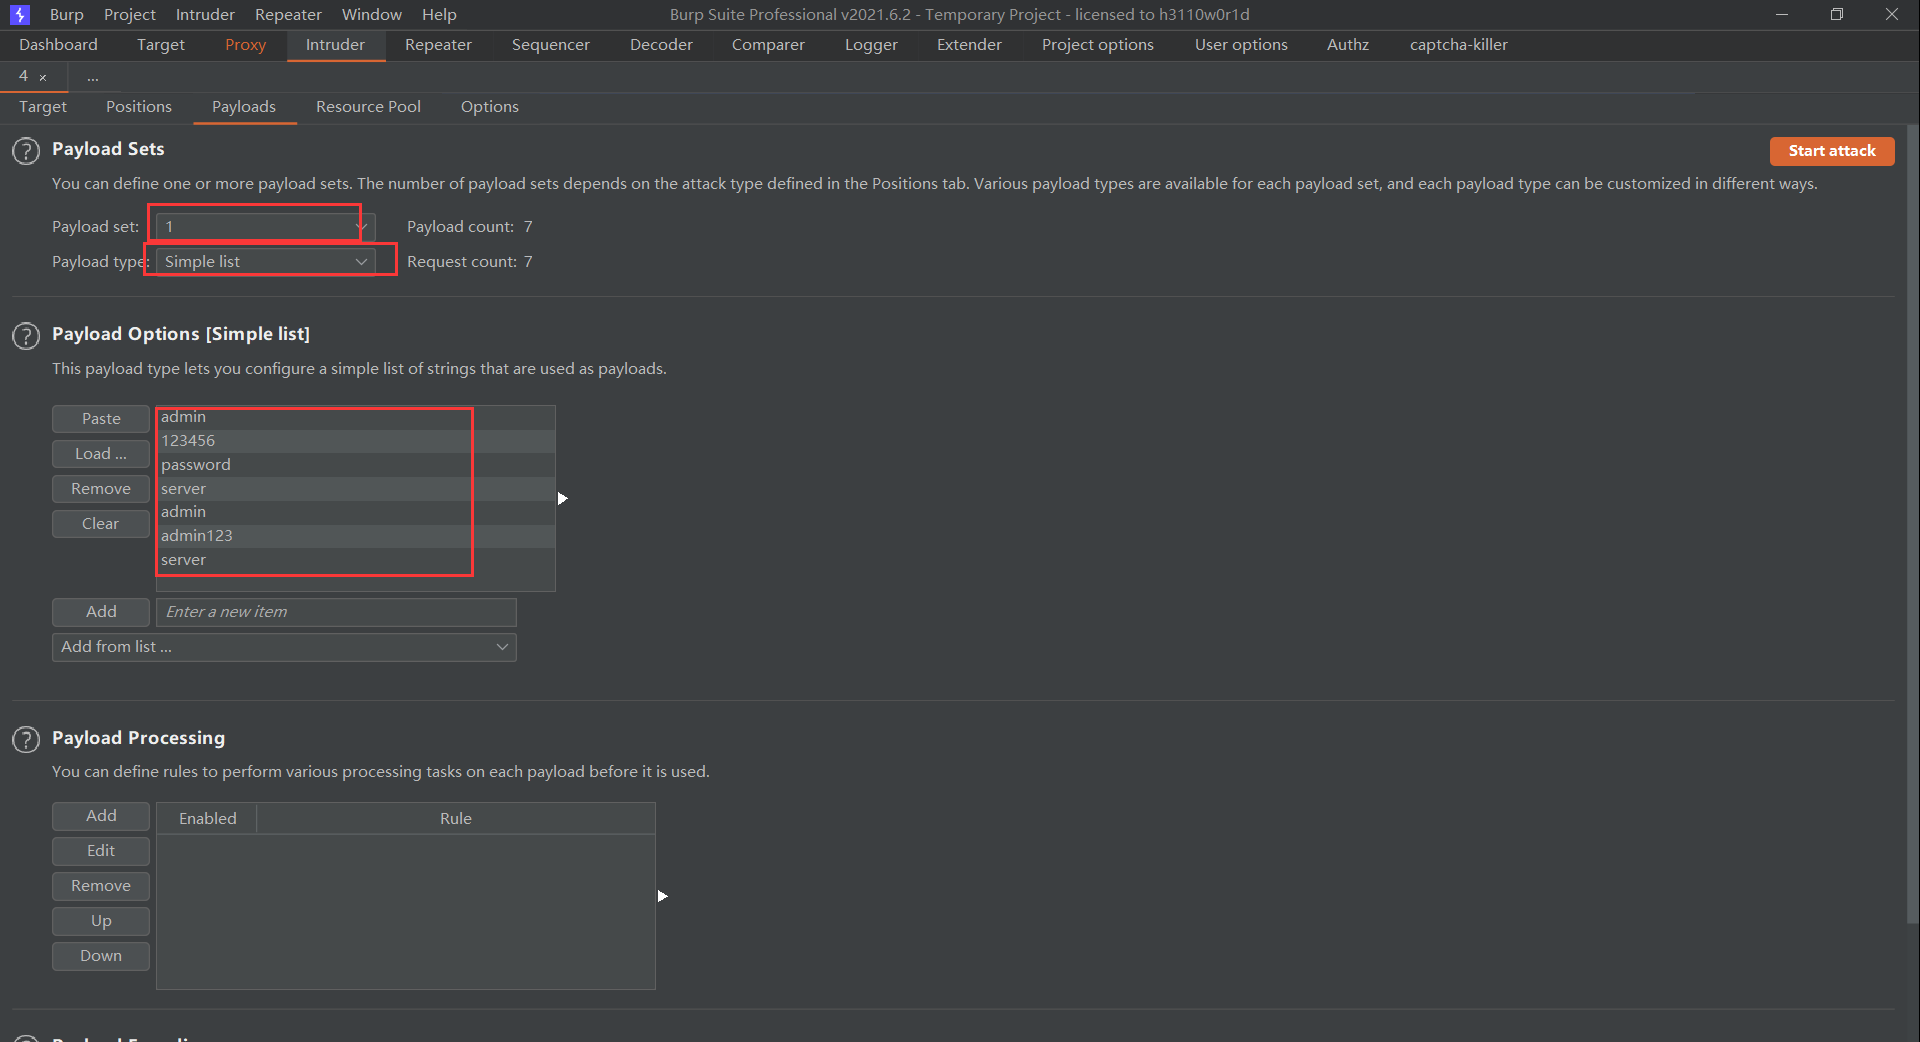 Burp Project Intruder Repeater Window Help Burp Suite Professional v2021.6.2 - Temporary Project - licensed to h3110w0r1d
Dashboard Target Proxy Intruder Repeater Sequencer Decoder Comparer Logger Extender Project options User options Authz captcha-killer
4 × ...
Target Positions Payloads Resource Pool Options
? Payload Sets Start attack
You can define one or more payload sets. The number of payload sets depends on the attack type defined in the Positions tab. Various payload types are available for each payload set, and each payload type can be customized in different ways.
Payload set: 1 Payload count: 7
Payload type: Simple list Request count: 7
? Payload Options [Simple list]
This payload type lets you configure a simple list of strings that are used as payloads.
Paste
Load ...
Remove
Clear
admin
123456
password
server
admin
admin123
server
Add Enter a new item
Add from list ...
? Payload Processing
You can define rules to perform various processing tasks on each payload before it is used.
Add
Edit
Remove
Up
Down
Enabled Rule